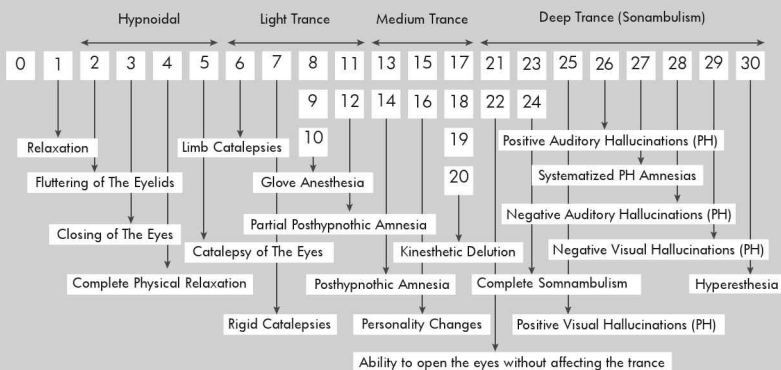 Hypnoidal Light Trance Medium Trance Deep Trance (Sonambulism)
0 1 2 3 4 5 6 7 8 11 13 15 17 21 23 25 26 27 28 29 30
9 12 14 16 18 22 24
10 19
20
Relaxation Limb Catalepsies Positive Auditory Hallucinations (PH)
Fluttering of The Eyelids Glove Anesthesia Systematized PH Amnesias
Partial Posthypnotic Amnesia Negative Auditory Hallucinations (PH)
Closing of The Eyes
Catalepsy of The Eyes Kinesthetic Delution Negative Visual Hallucinations (PH)
Complete Physical Relaxation Posthypnotic Amnesia Complete Somnambulism Hyperesthesia
Rigid Catalepsies Personality Changes Positive Visual Hallucinations (PH)
Ability to open the eyes without affecting the trance